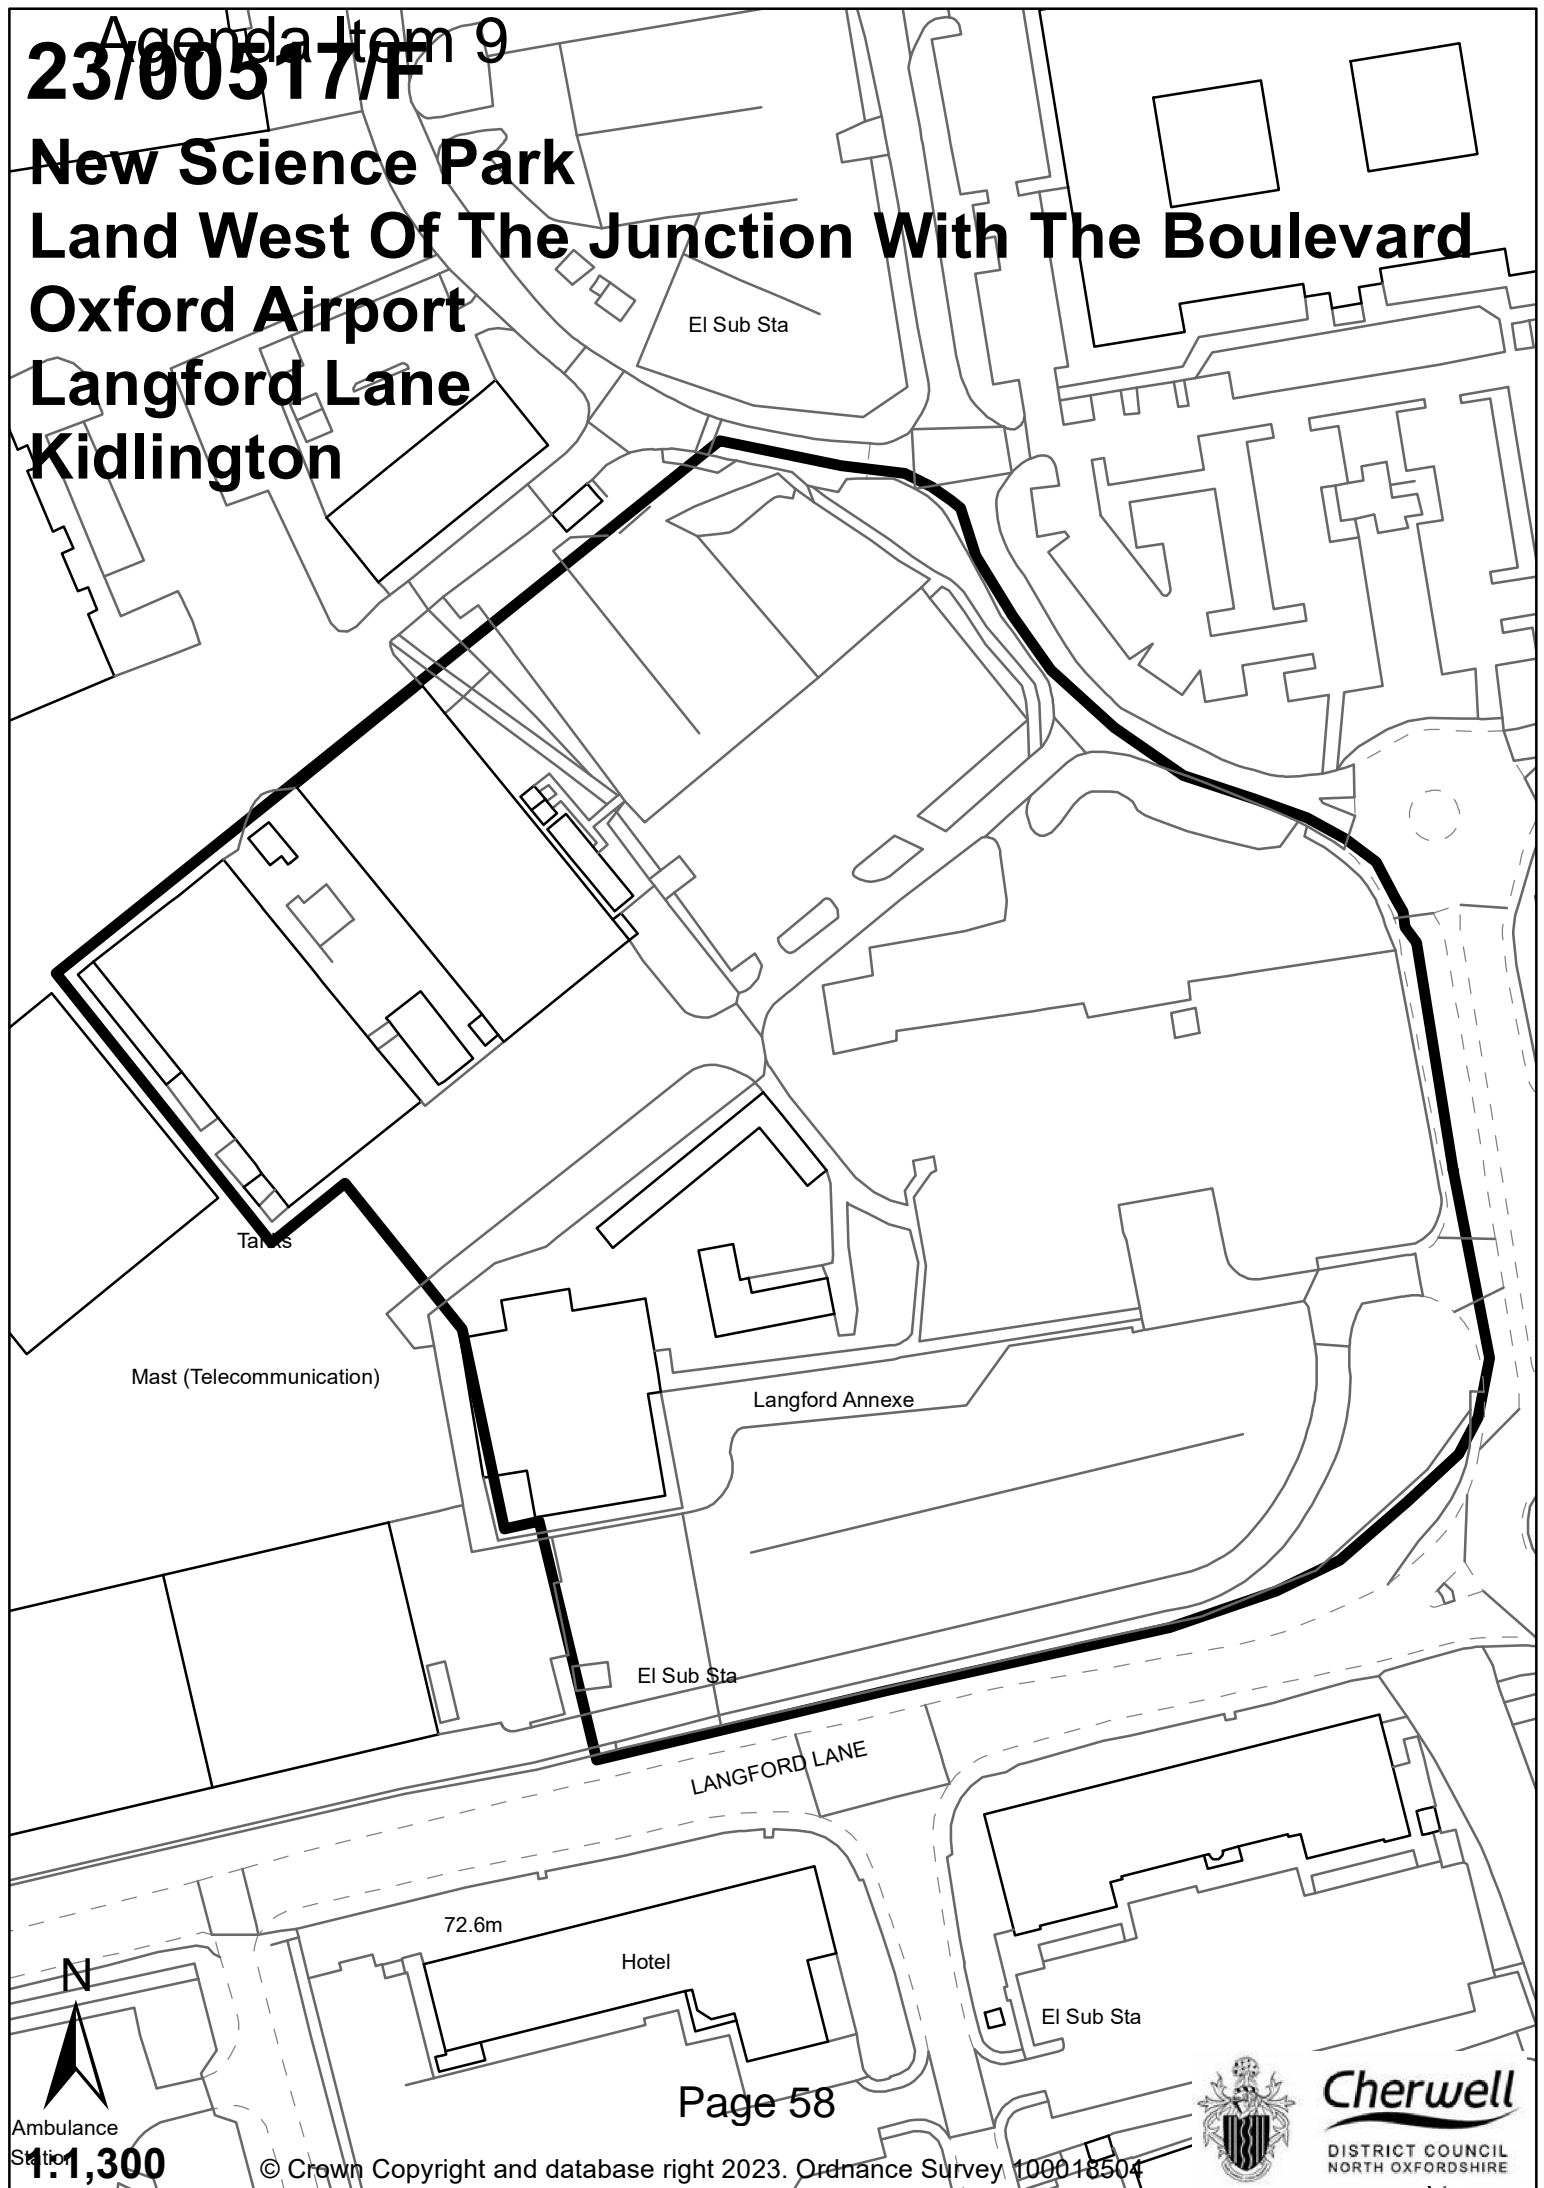 Agenda Item 9
23/00517/F
New Science Park
Land West Of The Junction With The Boulevard
Oxford Airport
Langford Lane
Kidlington
El Sub Sta
Tanks
Mast (Telecommunication)
Langford Annexe
El Sub Sta
LANGFORD LANE
72.6m
Hotel
El Sub Sta
N
Ambulance
Station
1:1,300
Page 58
© Crown Copyright and database right 2023. Ordnance Survey 100018504
Cherwell
DISTRICT COUNCIL
NORTH OXFORDSHIRE